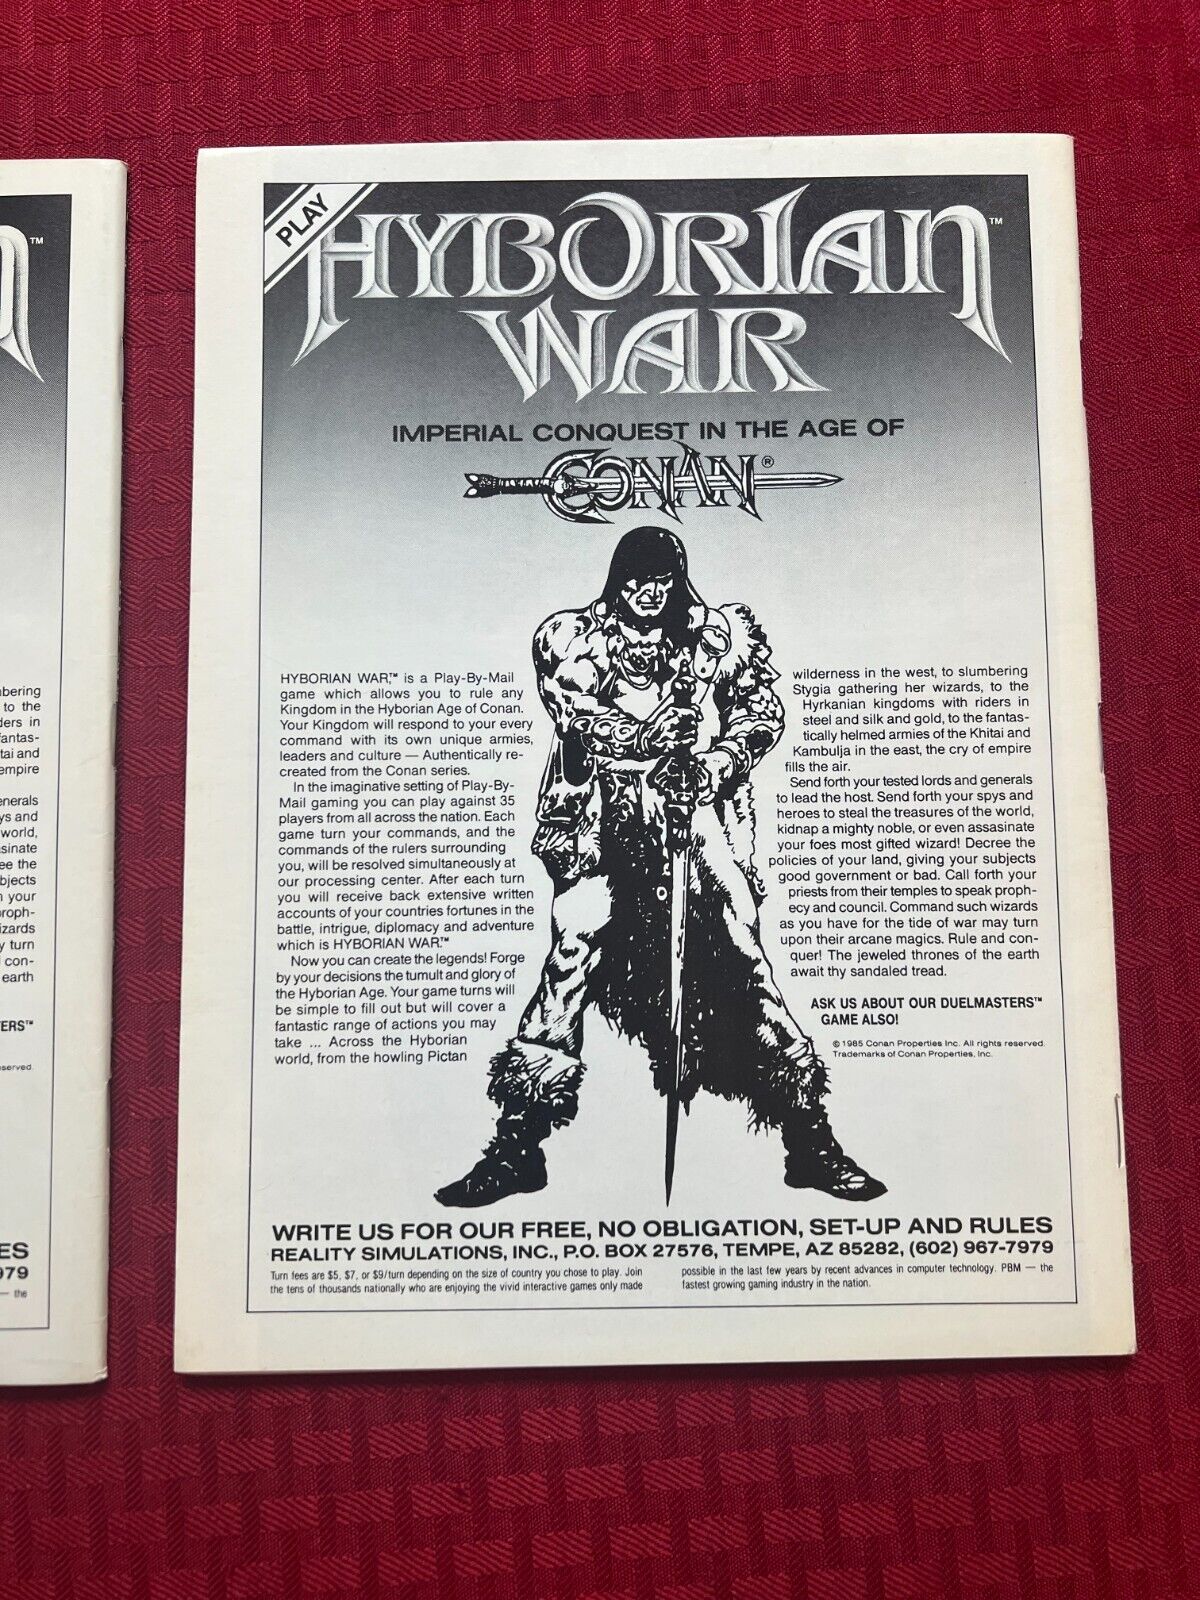 PLAY
HYBORIAN™
WAR
IMPERIAL CONQUEST IN THE AGE OF
CONAN®
HYBORIAN WAR,™ is a Play-By-Mail
game which allows you to rule any
Kingdom in the Hyborian Age of Conan.
Your Kingdom will respond to your every
command with its own unique armies,
leaders and culture — Authentically re-
created from the Conan series.
In the imaginative setting of Play-By-
Mail gaming you can play against 35
players from all across the nation. Each
game turn your commands, and the
commands of the rulers surrounding
you, will be resolved simultaneously at
our processing center. After each turn
you will receive back extensive written
accounts of your countries fortunes in the
battle, intrigue, diplomacy and adventure
which is HYBORIAN WAR.™
Now you can create the legends! Forge
by your decisions the tumult and glory of
the Hyborian Age. Your game turns will
be simple to fill out but will cover a
fantastic range of actions you may
take ... Across the Hyborian
world, from the howling Pictan
wilderness in the west, to slumbering
Stygia gathering her wizards, to the
Hyrkanian kingdoms with riders in
steel and silk and gold, to the fantas-
tically helmed armies of the Khitai and
Kambulja in the east, the cry of empire
fills the air.
Send forth your tested lords and generals
to lead the host. Send forth your spys and
heroes to steal the treasures of the world,
kidnap a mighty noble, or even assasinate
your foes most gifted wizard! Decree the
policies of your land, giving your subjects
good government or bad. Call forth your
priests from their temples to speak proph-
ecy and council. Command such wizards
as you have for the tide of war may turn
upon their arcane magics. Rule and con-
quer! The jeweled thrones of the earth
await thy sandaled tread.
ASK US ABOUT OUR DUELMASTERS™
GAME ALSO!
© 1985 Conan Properties Inc. All rights reserved.
Trademarks of Conan Properties, Inc.
WRITE US FOR OUR FREE, NO OBLIGATION, SET-UP AND RULES
REALITY SIMULATIONS, INC., P.O. BOX 27576, TEMPE, AZ 85282, (602) 967-7979
Turn fees are $5, $7, or $9/turn depending on the size of country you chose to play. Join
the tens of thousands nationally who are enjoying the vivid interactive games only made
possible in the last few years by recent advances in computer technology. PBM — the
fastest growing gaming industry in the nation.